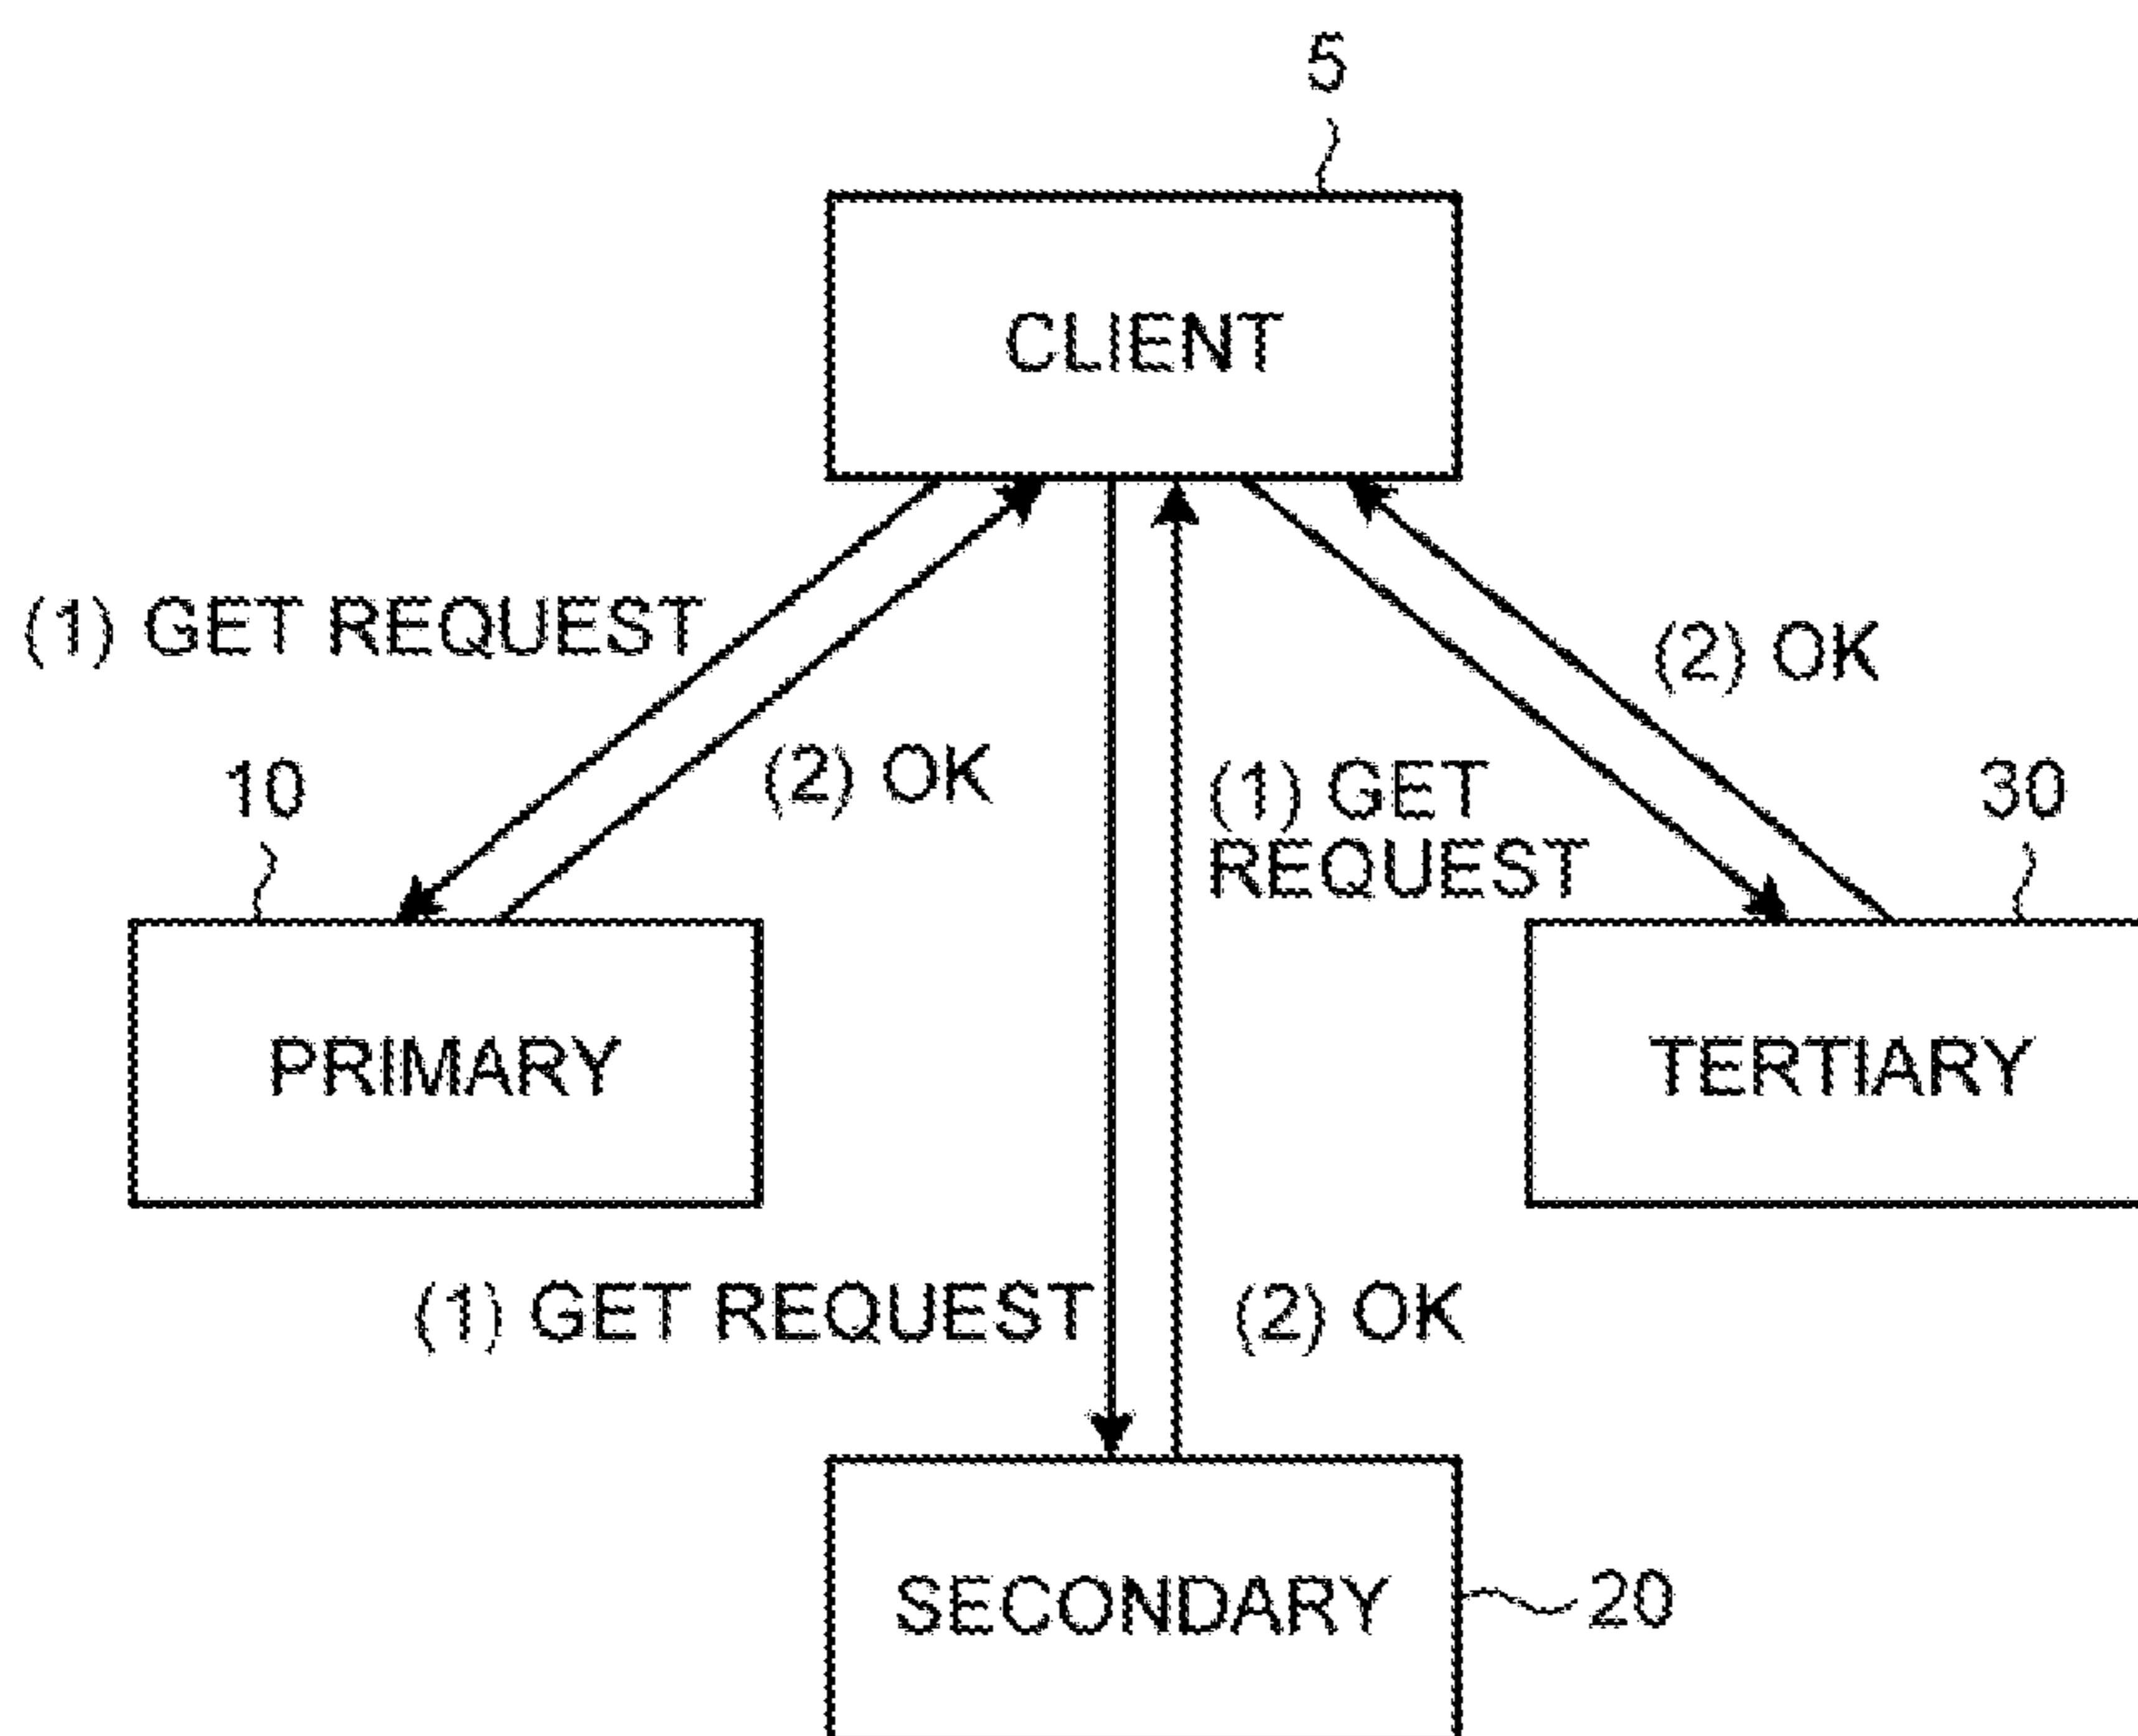 5
CLIENT
(1) GET REQUEST
(2) OK
(2) OK
(1) GET
REQUEST
10
30
PRIMARY
TERTIARY
(1) GET REQUEST
(2) OK
SECONDARY
20